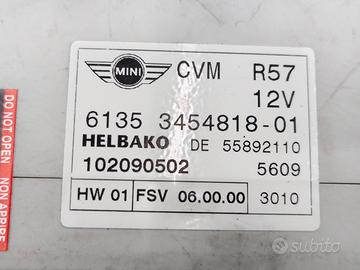 MINI CVM R57
12V
6135 3454818-01
HELBAKO DE 55892110
102090502 5609
HW 01 FSV 06.00.00 3010
DO NOT OPEN
NON APRIRE
subito